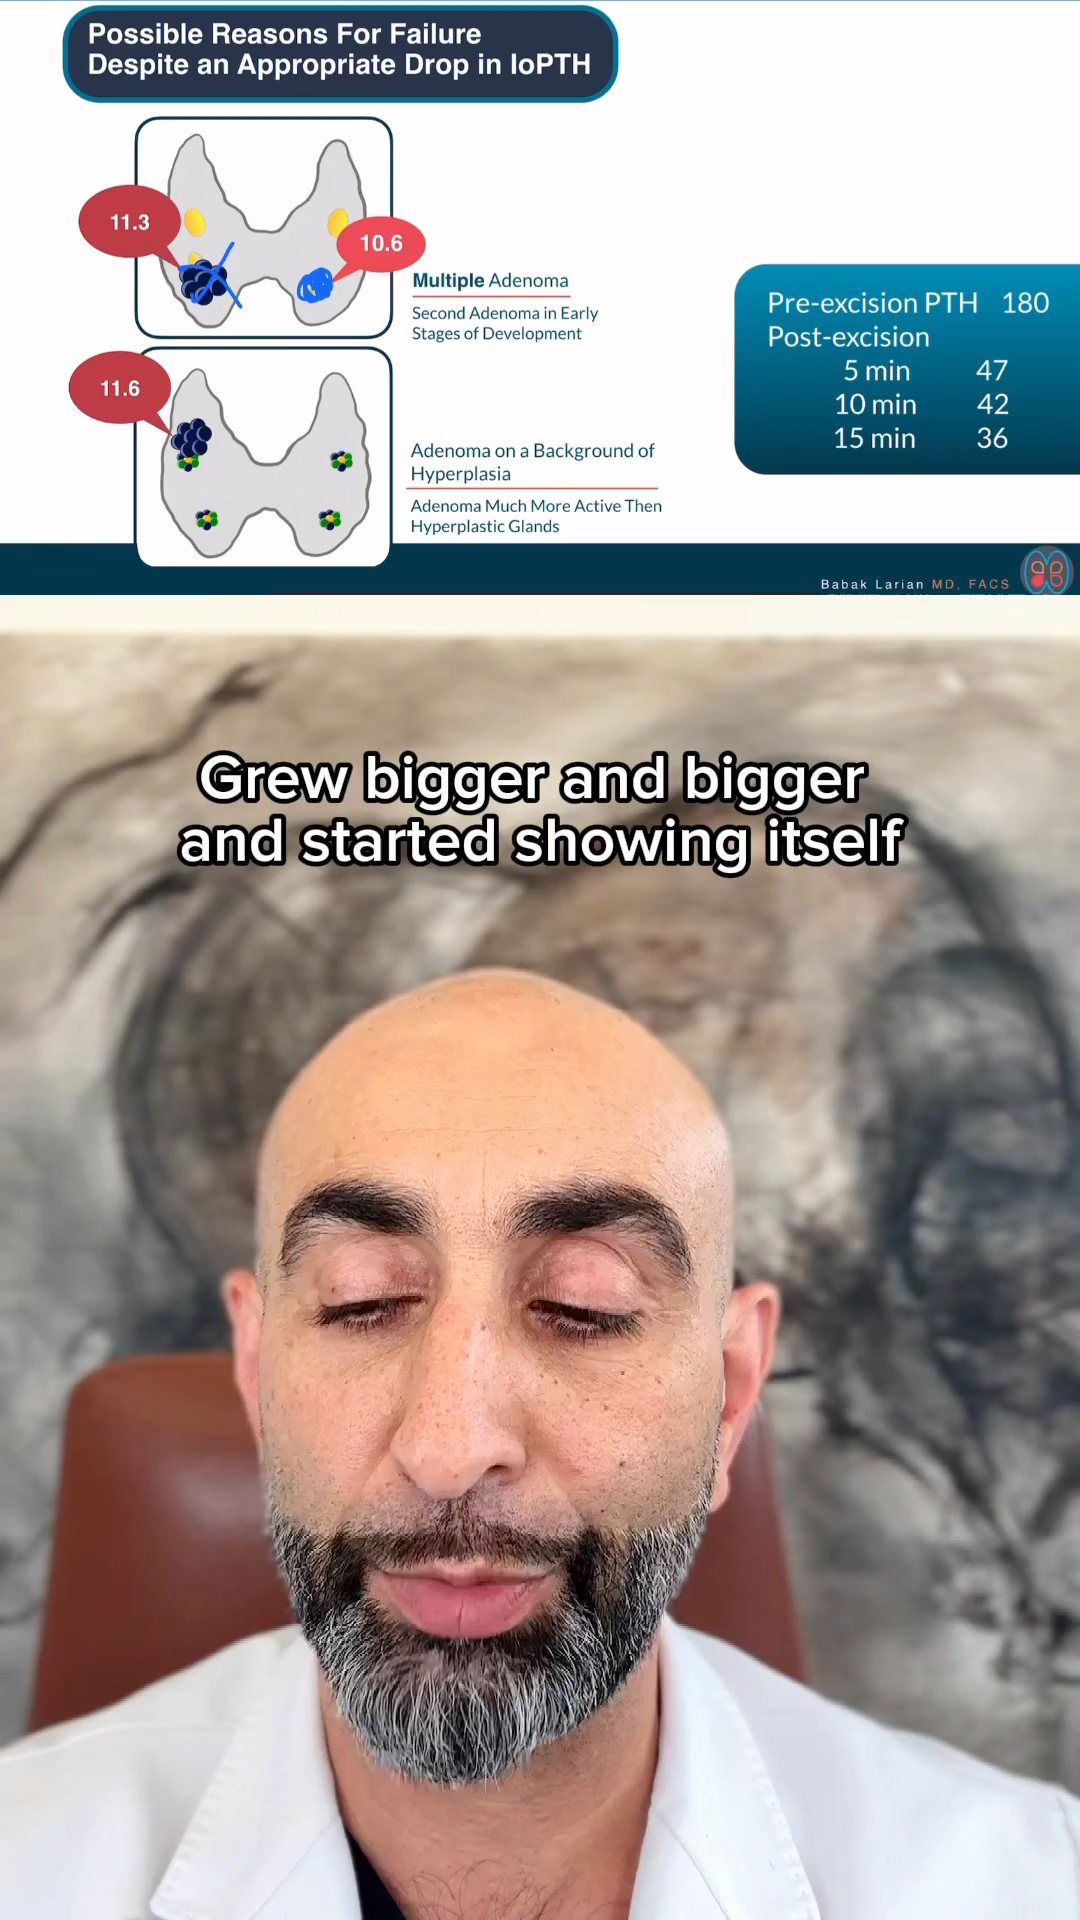 Possible Reasons For Failure
Despite an Appropriate Drop in IoPTH
11.3
10.6
Multiple Adenoma
Second Adenoma in Early
Stages of Development
11.6
Adenoma on a Background of
Hyperplasia
Adenoma Much More Active Then
Hyperplastic Glands
Pre-excision PTH 180
Post-excision
5 min 47
10 min 42
15 min 36
Babak Larian MD, FACS
Grew bigger and bigger
and started showing itself